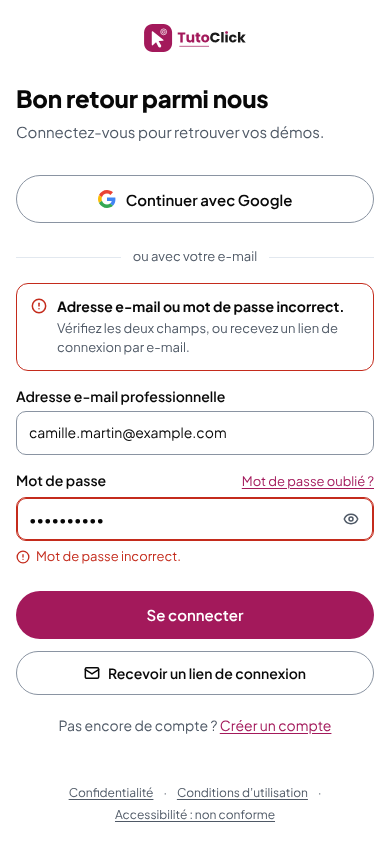 TutoClick
Bon retour parmi nous
Connectez-vous pour retrouver vos démos.
Continuer avec Google
ou avec votre e-mail
Adresse e-mail ou mot de passe incorrect.
Vérifiez les deux champs, ou recevez un lien de
connexion par e-mail.
Adresse e-mail professionnelle
camille.martin@example.com
Mot de passe Mot de passe oublié ?
••••••••••
Mot de passe incorrect.
Se connecter
Recevoir un lien de connexion
Pas encore de compte ? Créer un compte
Confidentialité · Conditions d'utilisation ·
Accessibilité : non conforme